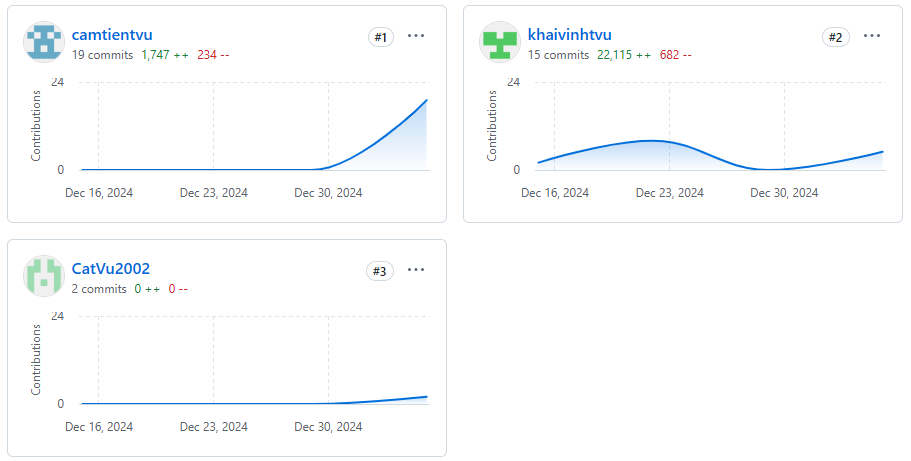 camtientvu
#1
19 commits 1,747 ++ 234 --
24
Contributions
0
Dec 16, 2024 Dec 23, 2024 Dec 30, 2024
khaivinhtvu
#2
15 commits 22,115 ++ 682 --
24
Contributions
0
Dec 16, 2024 Dec 23, 2024 Dec 30, 2024
CatVu2002
#3
2 commits 0 ++ 0 --
24
Contributions
0
Dec 16, 2024 Dec 23, 2024 Dec 30, 2024